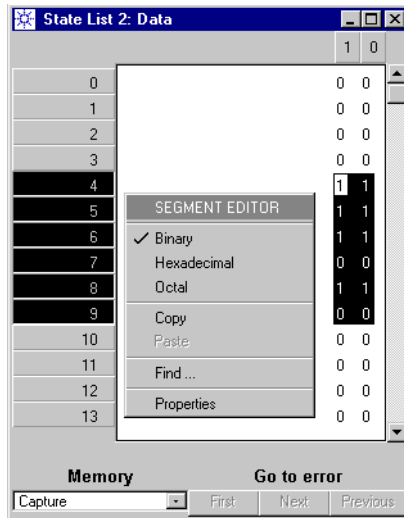 State List 2: Data
1 0
0 0 0
1 0 0
2 0 0
3 0 0
4 1 1
5 SEGMENT EDITOR 1 1
6 ✓ Binary 1 1
7 Hexadecimal 0 0
8 Octal 1 1
9 Copy 0 0
10 Paste 0 0
11 Find ... 0 0
12 0 0
13 Properties 0 0
Memory Go to error
Capture First Next Previous